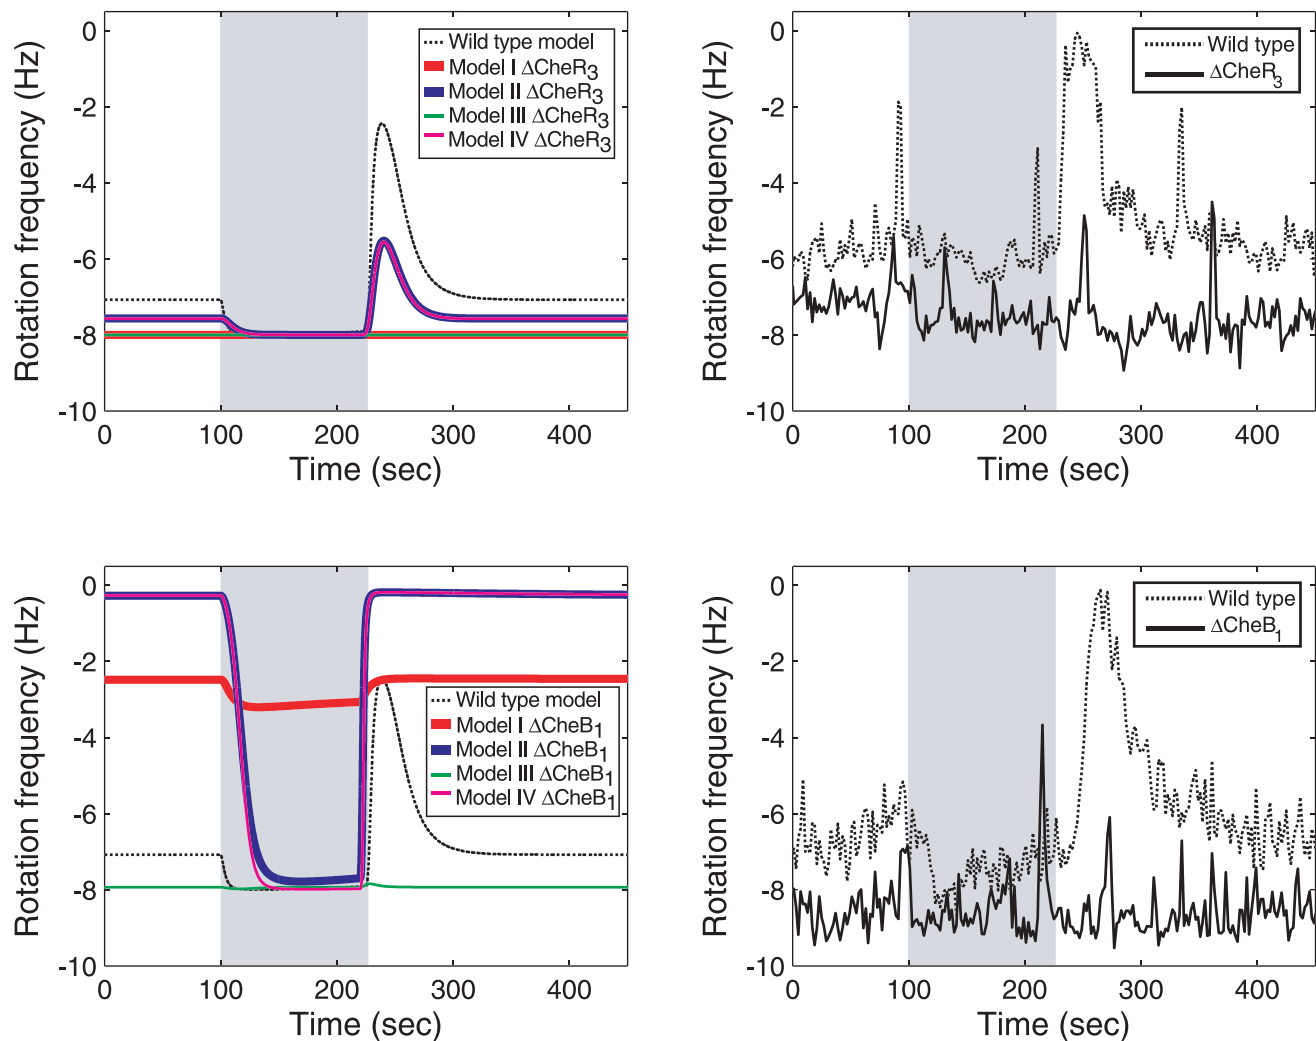 Rotation frequency (Hz)
0
-2
-4
-6
-8
-10
Wild type model
Model I ΔCheR3
Model II ΔCheR3
Model III ΔCheR3
Model IV ΔCheR3
0 100 200 300 400
Time (sec)
Rotation frequency (Hz)
0
-2
-4
-6
-8
-10
Wild type
ΔCheR3
0 100 200 300 400
Time (sec)
Rotation frequency (Hz)
0
-2
-4
-6
-8
-10
Wild type model
Model I ΔCheB1
Model II ΔCheB1
Model III ΔCheB1
Model IV ΔCheB1
0 100 200 300 400
Time (sec)
Rotation frequency (Hz)
0
-2
-4
-6
-8
-10
Wild type
ΔCheB1
0 100 200 300 400
Time (sec)